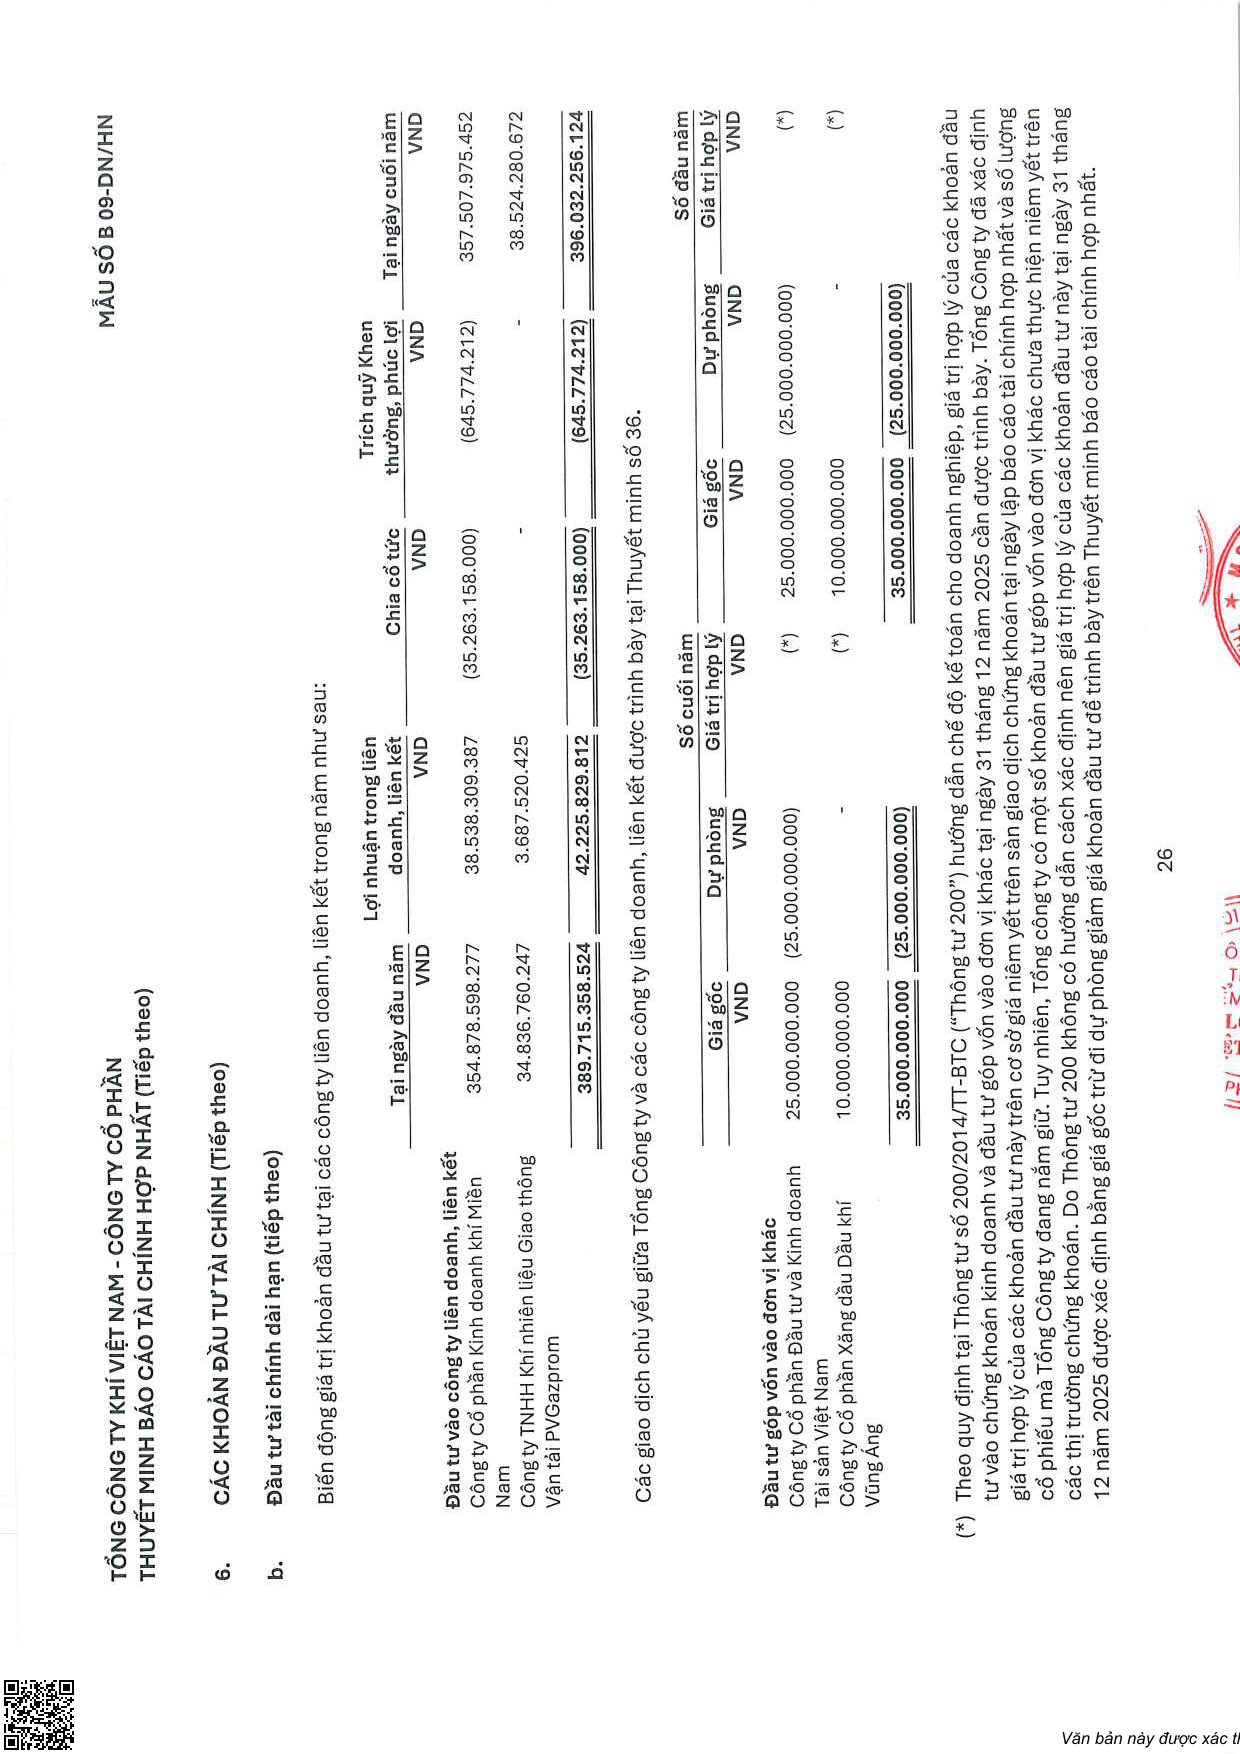 TỔNG CÔNG TY KHÍ VIỆT NAM - CÔNG TY CỔ PHẦN
THUYẾT MINH BÁO CÁO TÀI CHÍNH HỢP NHẤT (Tiếp theo)
MẪU SỐ B 09-DN/HN
6. CÁC KHOẢN ĐẦU TƯ TÀI CHÍNH (Tiếp theo)
b. Đầu tư tài chính dài hạn (tiếp theo)
Biến động giá trị khoản đầu tư tại các công ty liên doanh, liên kết trong năm như sau:
Lợi nhuận trong liên Trích quỹ Khen
Tại ngày đầu năm doanh, liên kết Chia cổ tức thưởng, phúc lợi Tại ngày cuối năm
VND VND VND VND VND
Đầu tư vào công ty liên doanh, liên kết
Công ty Cổ phần Kinh doanh khí Miền 354.878.598.277 38.538.309.387 (35.263.158.000) (645.774.212) 357.507.975.452
Nam
Công ty TNHH Khí nhiên liệu Giao thông 34.836.760.247 3.687.520.425 - - 38.524.280.672
Vận tải PVGazprom
389.715.358.524 42.225.829.812 (35.263.158.000) (645.774.212) 396.032.256.124
Các giao dịch chủ yếu giữa Tổng Công ty và các công ty liên doanh, liên kết được trình bày tại Thuyết minh số 36.
Số cuối năm Số đầu năm
Giá gốc Dự phòng Giá trị hợp lý Giá gốc Dự phòng Giá trị hợp lý
VND VND VND VND VND VND
Đầu tư góp vốn vào đơn vị khác
Công ty Cổ phần Đầu tư và Kinh doanh 25.000.000.000 (25.000.000.000) (*) 25.000.000.000 (25.000.000.000) (*)
Tài sản Việt Nam
Công ty Cổ phần Xăng dầu Dầu khí 10.000.000.000 - (*) 10.000.000.000 - (*)
Vũng Áng
35.000.000.000 (25.000.000.000) 35.000.000.000 (25.000.000.000)
(*) Theo quy định tại Thông tư số 200/2014/TT-BTC (“Thông tư 200”) hướng dẫn chế độ kế toán cho doanh nghiệp, giá trị hợp lý của các khoản đầu
tư vào chứng khoán kinh doanh và đầu tư góp vốn vào đơn vị khác tại ngày 31 tháng 12 năm 2025 cần được trình bày. Tổng Công ty đã xác định
giá trị hợp lý của các khoản đầu tư này trên cơ sở giá niêm yết trên sàn giao dịch chứng khoán tại ngày lập báo cáo tài chính hợp nhất và số lượng
cổ phiếu mà Tổng Công ty đang nắm giữ. Tuy nhiên, Tổng công ty có một số khoản đầu tư góp vốn vào đơn vị khác chưa thực hiện niêm yết trên
các thị trường chứng khoán. Do Thông tư 200 không có hướng dẫn cách xác định nên giá trị hợp lý của các khoản đầu tư này tại ngày 31 tháng
12 năm 2025 được xác định bằng giá gốc trừ đi dự phòng giảm giá khoản đầu tư để trình bày trên Thuyết minh báo cáo tài chính hợp nhất.
26
Văn bản này được xác